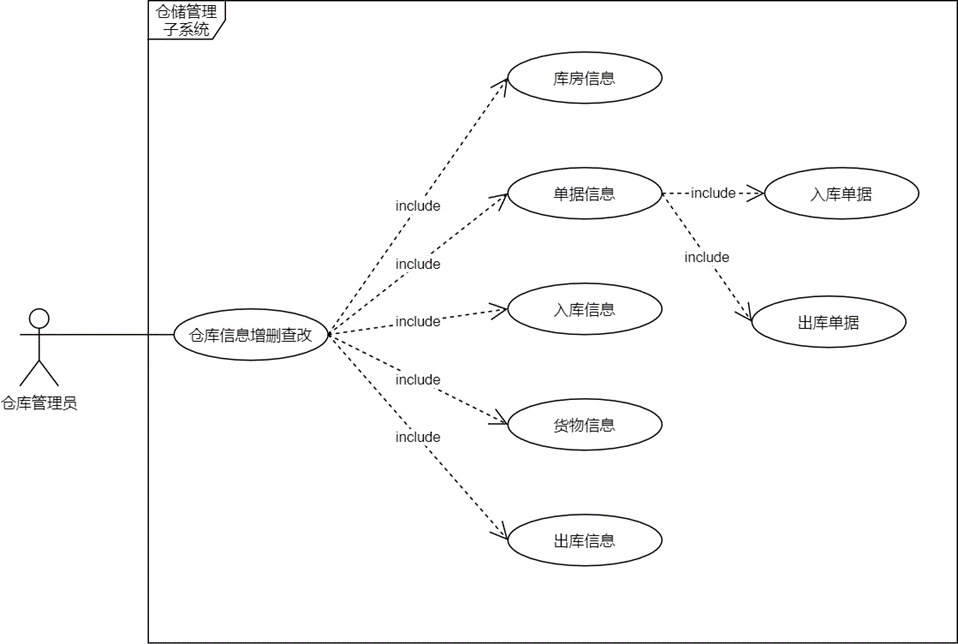 仓储管理
子系统
库房信息
include
单据信息
include
入库单据
include
include
出库单据
入库信息
include
仓库信息增删查改
仓库管理员
include
货物信息
include
出库信息